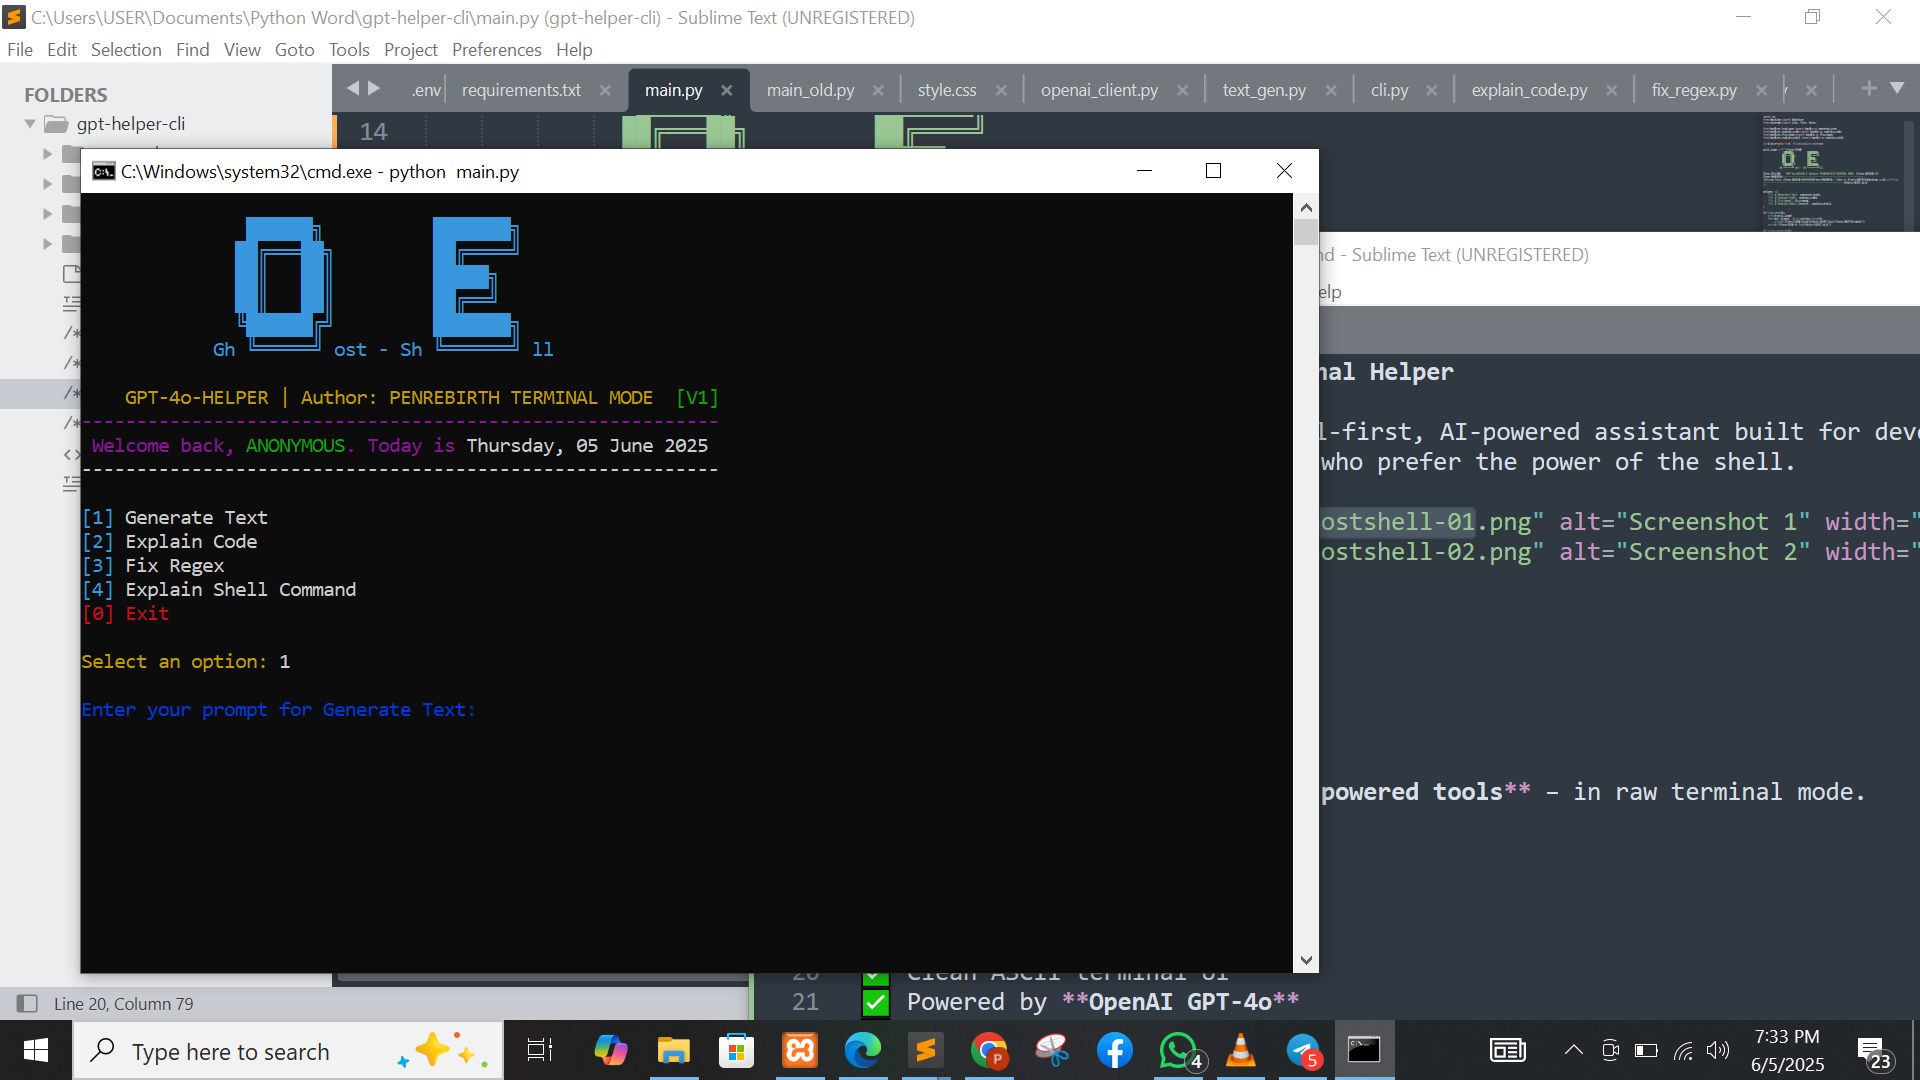 C:\Users\USER\Documents\Python Word\gpt-helper-cli\main.py (gpt-helper-cli) - Sublime Text (UNREGISTERED)
File Edit Selection Find View Goto Tools Project Preferences Help
FOLDERS
gpt-helper-cli
.env requirements.txt main.py main_old.py style.css openai_client.py text_gen.py cli.py explain_code.py fix_regex.py
14
C:\Windows\system32\cmd.exe - python main.py
O E
Gh ost - Sh ll
GPT-4o-HELPER | Author: PENREBIRTH TERMINAL MODE [V1]
----------------------------------------------------------
Welcome back, ANONYMOUS. Today is Thursday, 05 June 2025
----------------------------------------------------------
[1] Generate Text
[2] Explain Code
[3] Fix Regex
[4] Explain Shell Command
[0] Exit
Select an option: 1
Enter your prompt for Generate Text:
nd - Sublime Text (UNREGISTERED)
elp
nal Helper
l-first, AI-powered assistant built for deve
who prefer the power of the shell.
ostshell-01.png" alt="Screenshot 1" width="
ostshell-02.png" alt="Screenshot 2" width="
powered tools** – in raw terminal mode.
20 Clean ASCII terminal UI
21 ✅ Powered by **OpenAI GPT-4o**
Line 20, Column 79
Type here to search
4
5
7:33 PM
6/5/2025
23